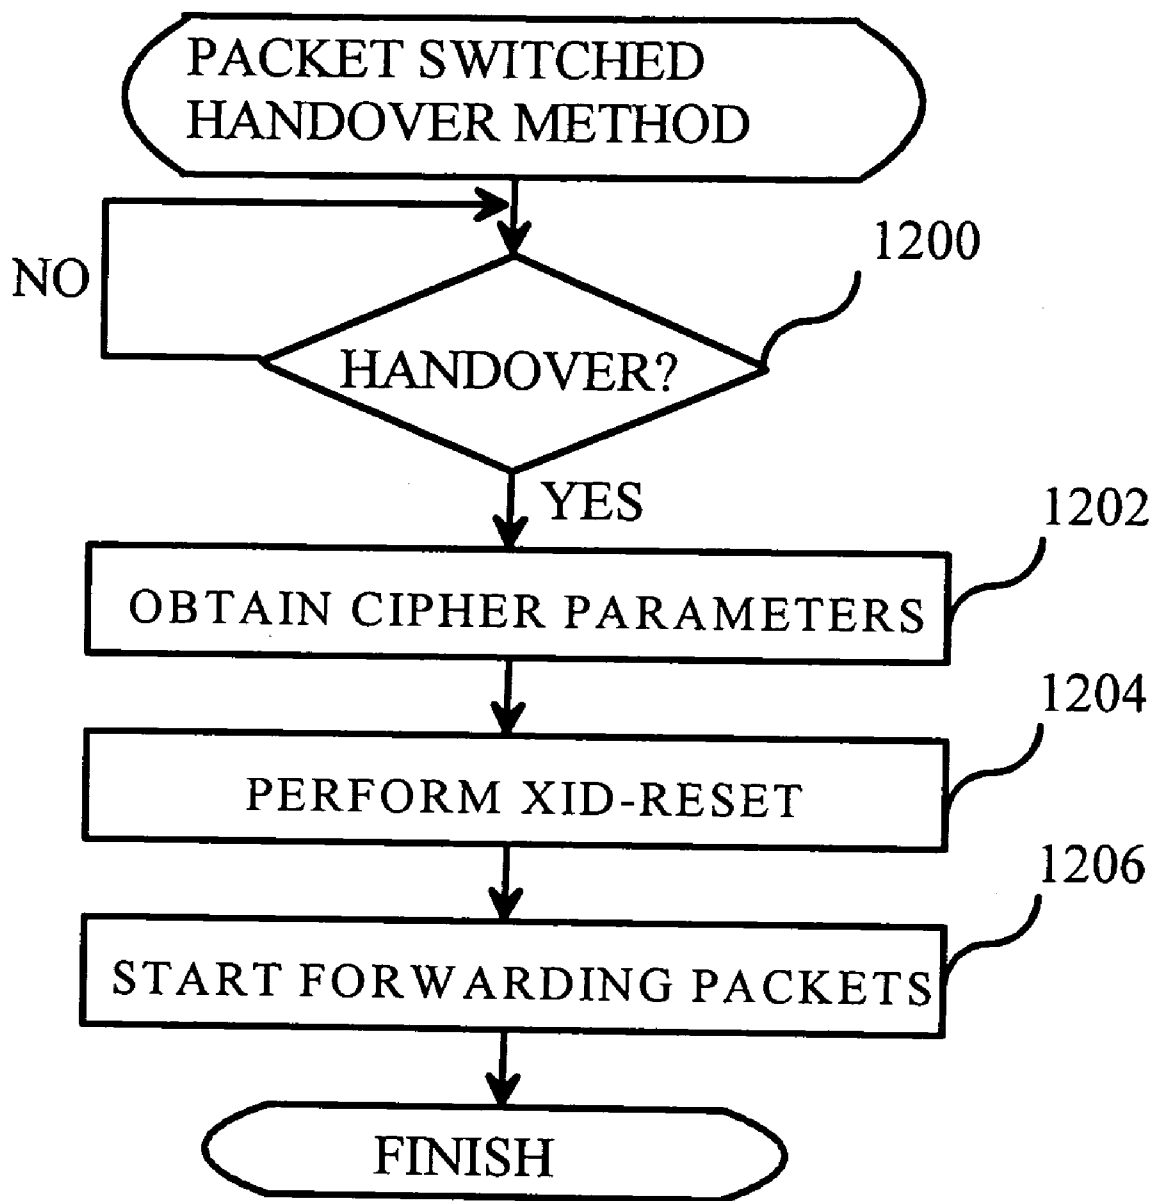 PACKET SWITCHED
HANDOVER METHOD
1200
NO
HANDOVER?
YES
1202
OBTAIN CIPHER PARAMETERS
1204
PERFORM XID-RESET
1206
START FORWARDING PACKETS
FINISH